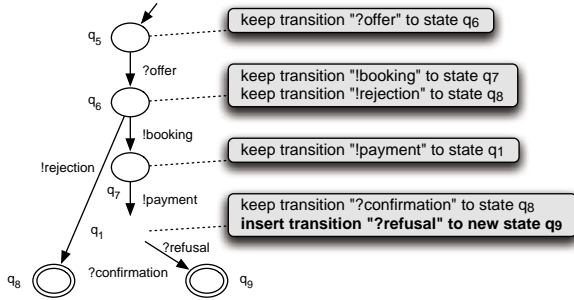 q5
keep transition "?offer" to state q6
?offer
keep transition "!booking" to state q7
keep transition "!rejection" to state q8
q6
!booking
keep transition "!payment" to state q1
!rejection
q7
!payment
keep transition "?confirmation" to state q8
insert transition "?refusal" to new state q9
q1
?refusal
q8
?confirmation
q9